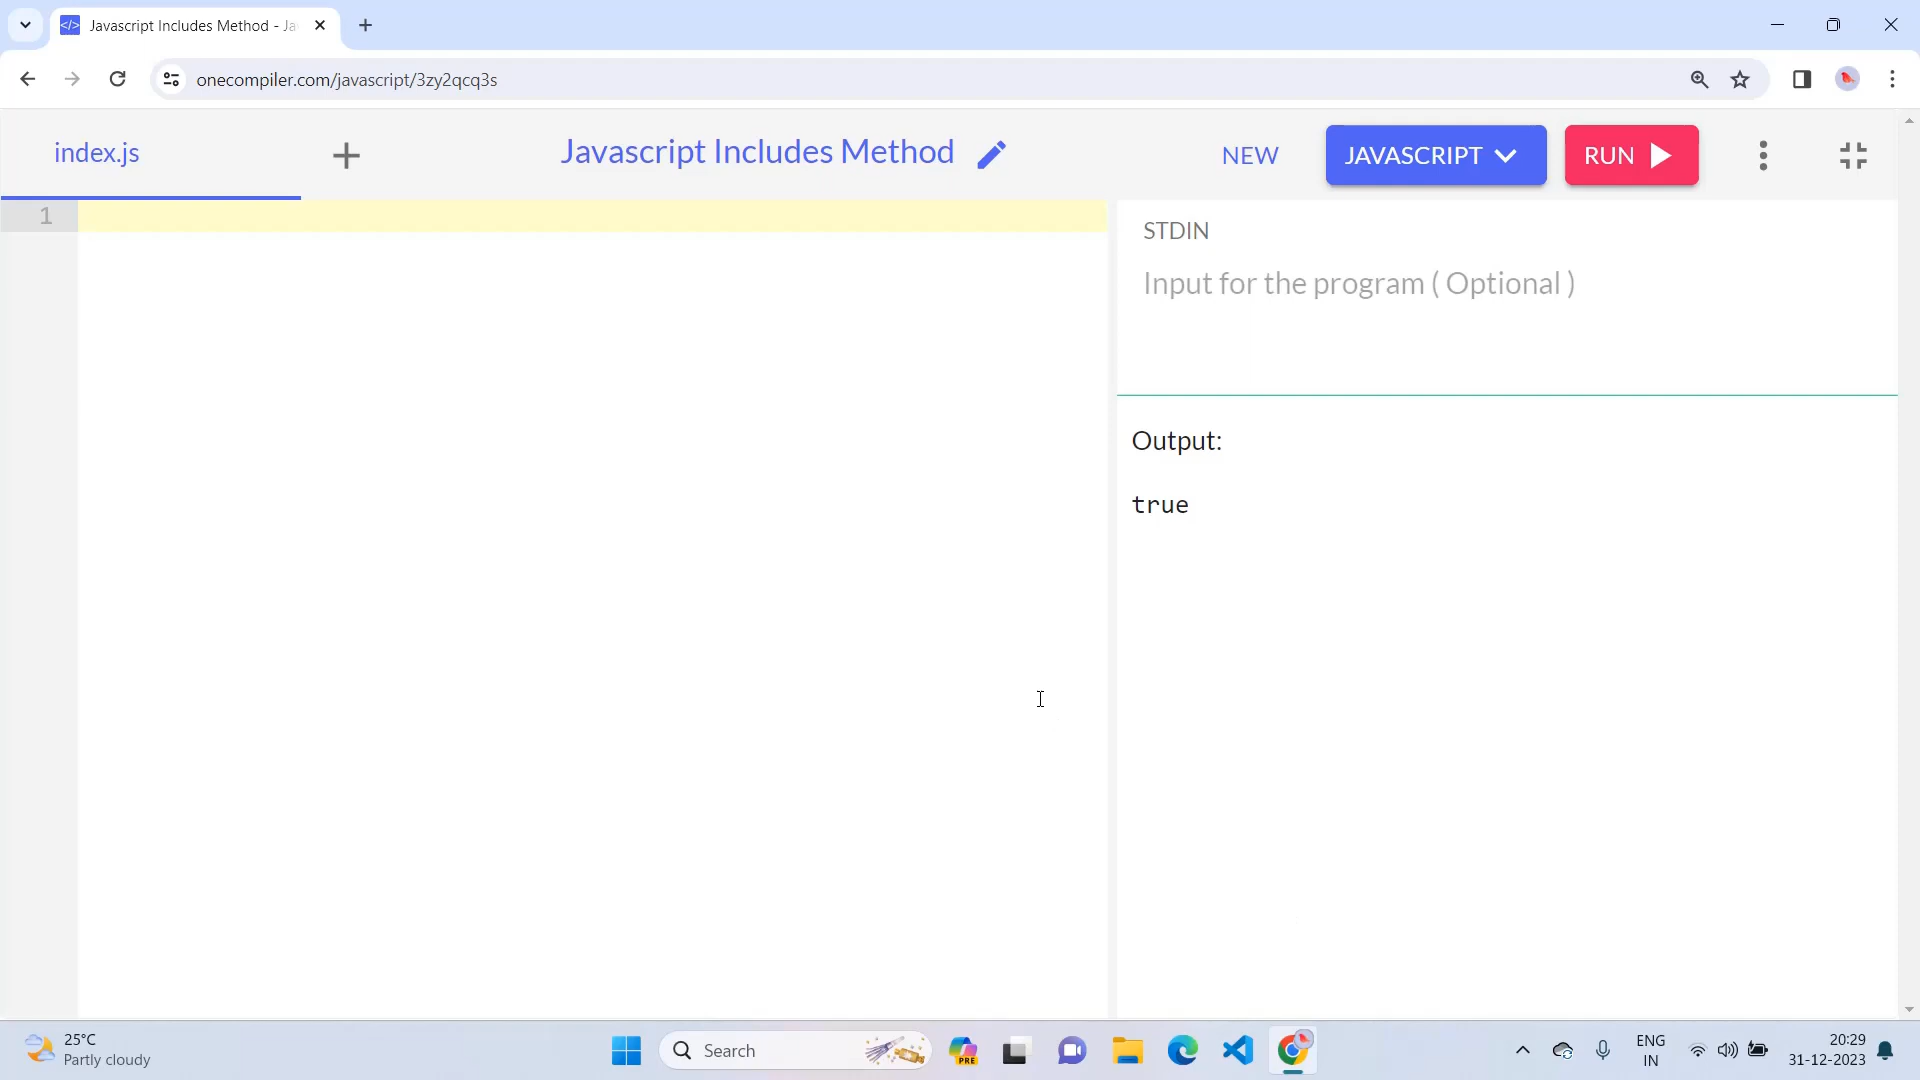 Javascript Includes Method - Ja
onecompiler.com/javascript/3zy2qcq3s
index.js
Javascript Includes Method
NEW
JAVASCRIPT
RUN
1
STDIN
Input for the program ( Optional )
Output:
true
25°C
Partly cloudy
Search
PRE
ENG
IN
20:29
31-12-2023